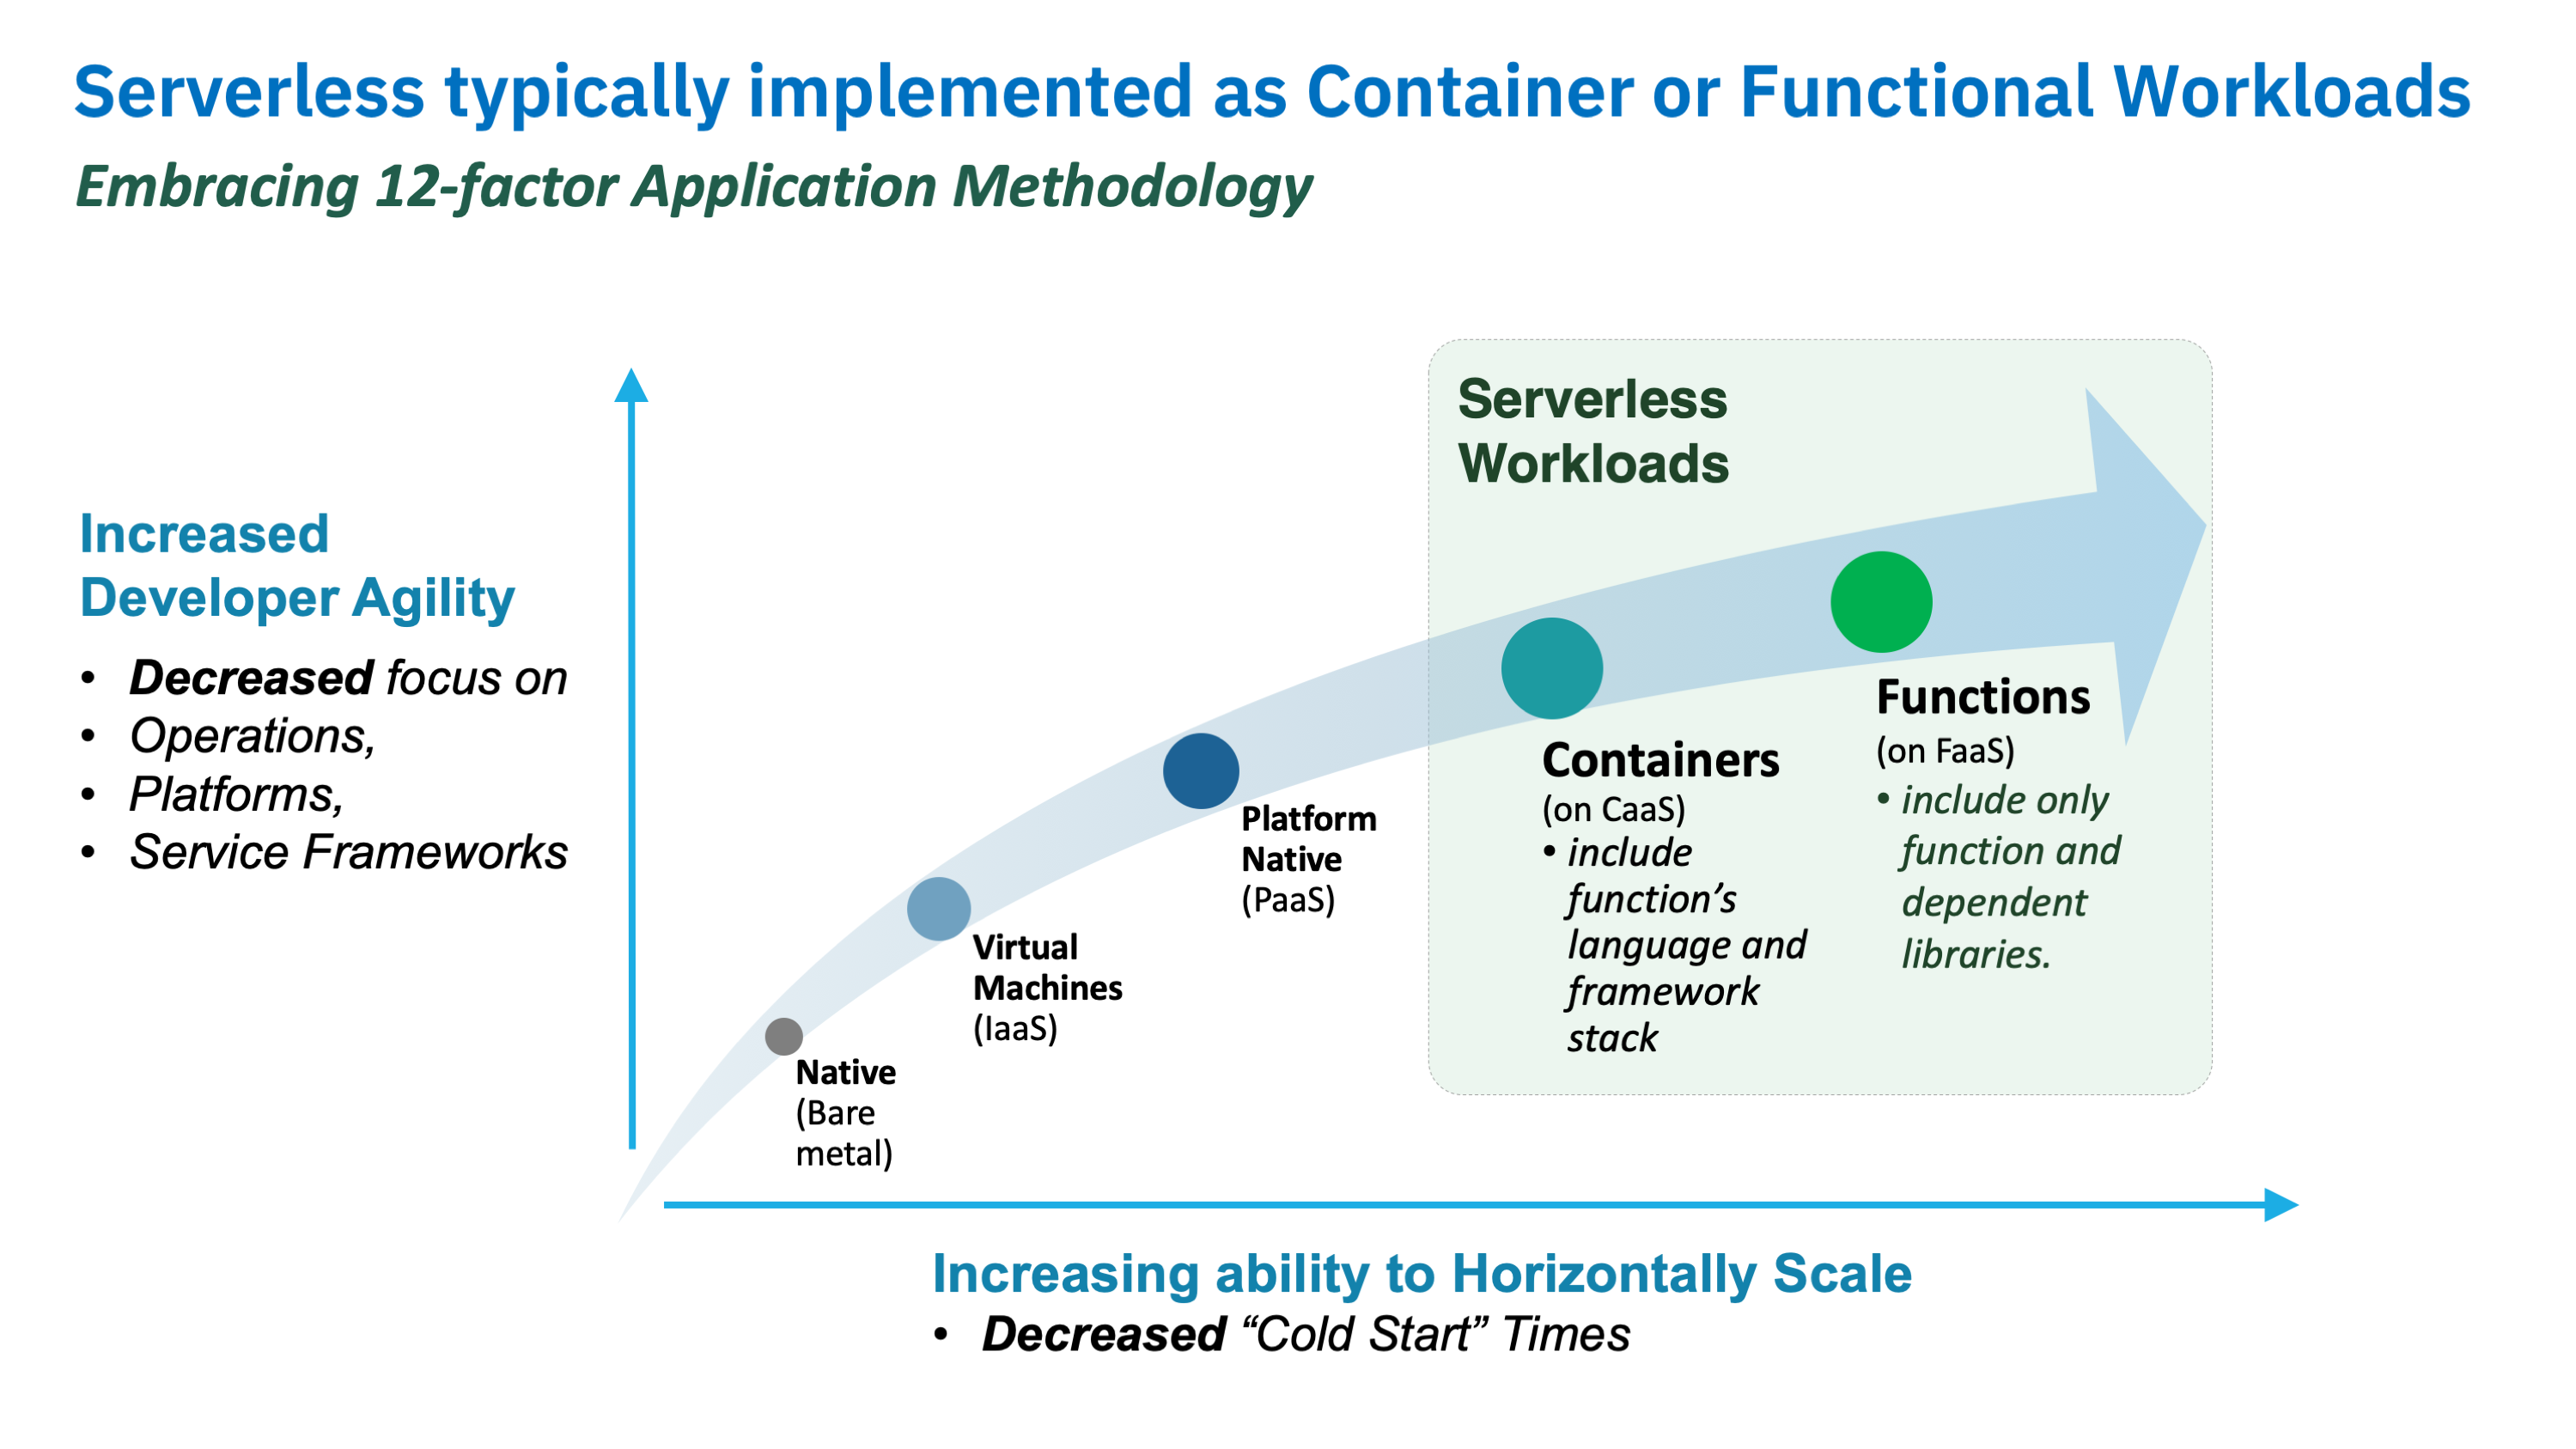 Serverless typically implemented as Container or Functional Workloads
Embracing 12-factor Application Methodology
Increased
Developer Agility
• Decreased focus on
• Operations,
• Platforms,
• Service Frameworks
Serverless
Workloads
Native
(Bare
metal)
Virtual
Machines
(IaaS)
Platform
Native
(PaaS)
Containers
(on CaaS)
• include
function’s
language and
framework
stack
Functions
(on FaaS)
• include only
function and
dependent
libraries.
Increasing ability to Horizontally Scale
• Decreased “Cold Start” Times